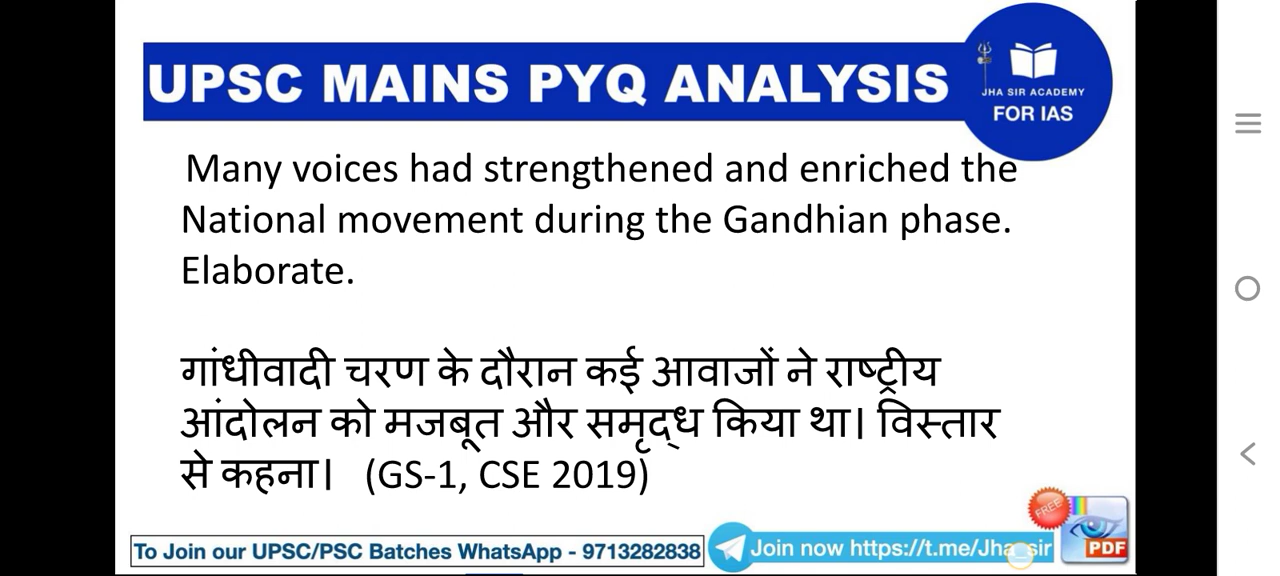 UPSC MAINS PYQ ANALYSIS
JHA SIR ACADEMY
FOR IAS
Many voices had strengthened and enriched the
National movement during the Gandhian phase.
Elaborate.
गांधीवादी चरण के दौरान कई आवाजों ने राष्ट्रीय
आंदोलन को मजबूत और समृद्ध किया था। विस्तार
से कहना। (GS-1, CSE 2019)
FREE
To Join our UPSC/PSC Batches WhatsApp - 9713282838
Join now https://t.me/Jha_sir
PDF